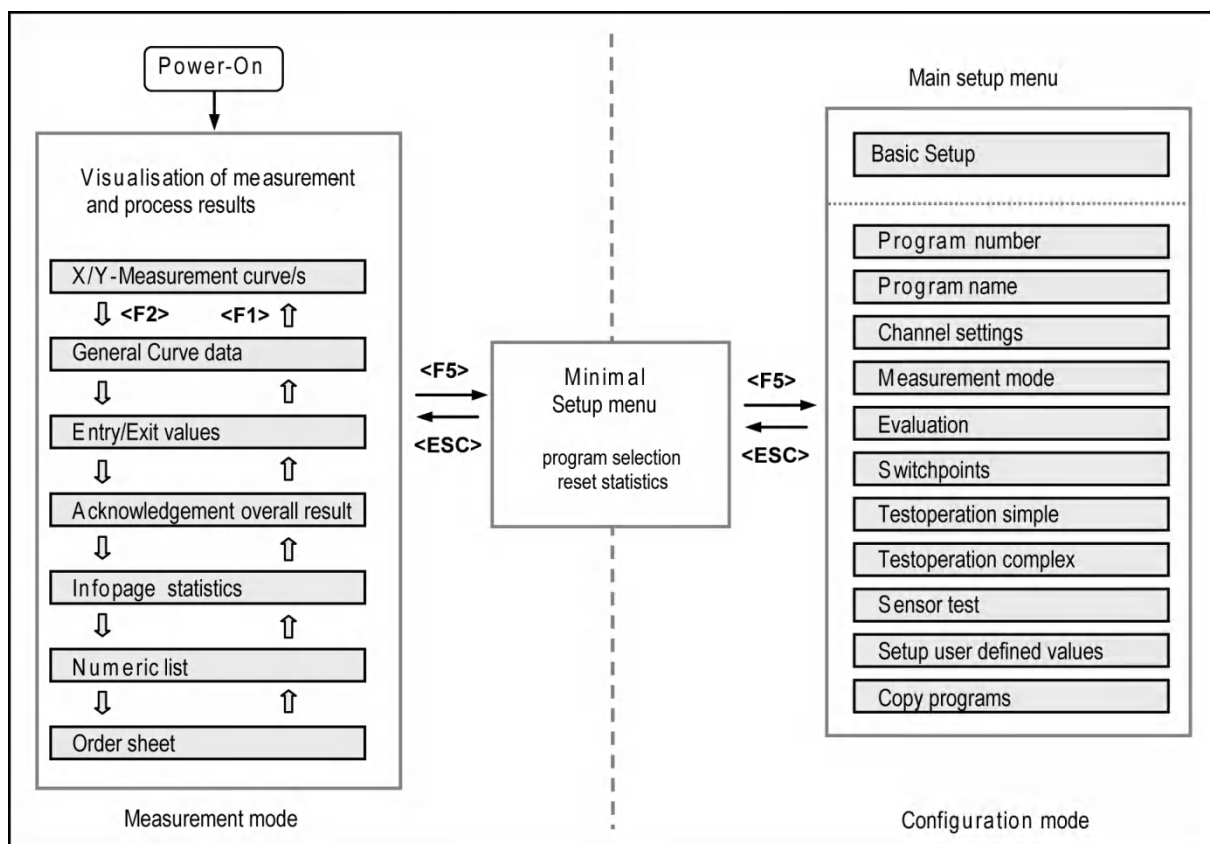 Power-On
Visualisation of measurement
and process results
X/Y-Measurement curve/s
<F2> <F1>
General Curve data
Entry/Exit values
Acknowledgement overall result
Infopage statistics
Numeric list
Order sheet
Measurement mode
<F5>
<ESC>
Minimal
Setup menu
program selection
reset statistics
<F5>
<ESC>
Main setup menu
Basic Setup
Program number
Program name
Channel settings
Measurement mode
Evaluation
Switchpoints
Testoperation simple
Testoperation complex
Sensor test
Setup user defined values
Copy programs
Configuration mode